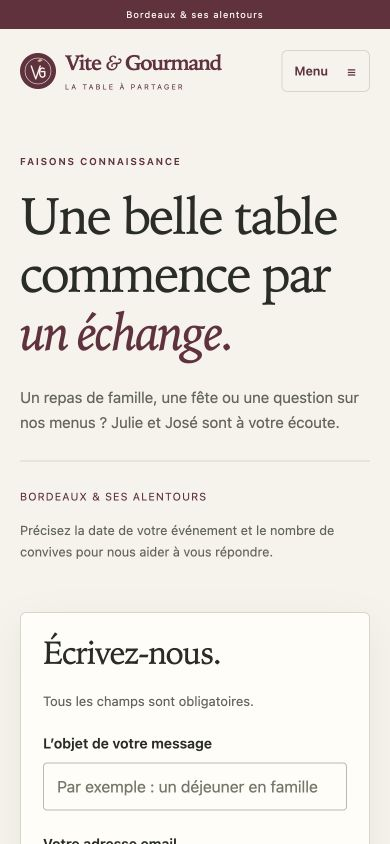 Bordeaux & ses alentours
VG
Vite & Gourmand
LA TABLE À PARTAGER
Menu ≡
FAISONS CONNAISSANCE
Une belle table
commence par
un échange.
Un repas de famille, une fête ou une question sur
nos menus ? Julie et José sont à votre écoute.
BORDEAUX & SES ALENTOURS
Précisez la date de votre événement et le nombre de
convives pour nous aider à vous répondre.
Écrivez-nous.
Tous les champs sont obligatoires.
L’objet de votre message
Par exemple : un déjeuner en famille
Votre adresse email